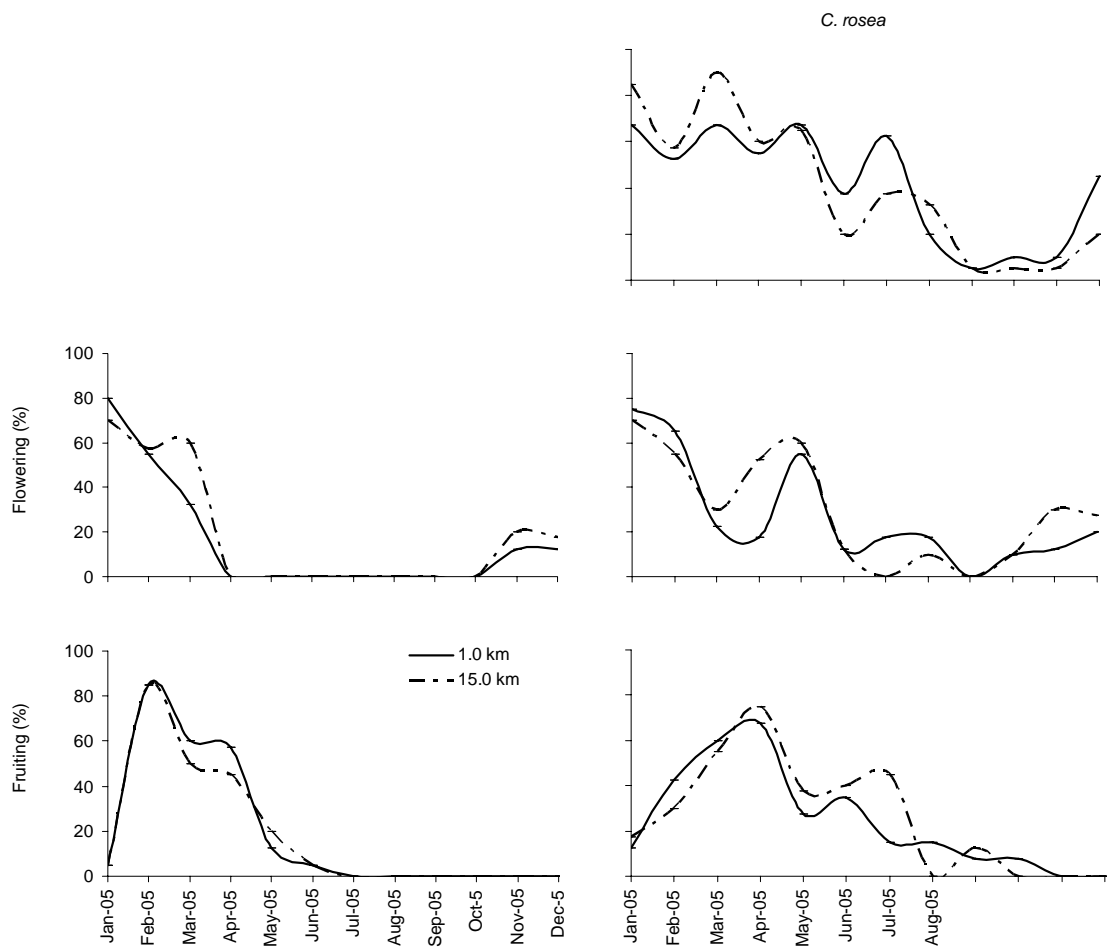 C. rosea
Flowering (%)
100
80
60
40
20
0
Fruiting (%)
100
80
60
40
20
0
1.0 km
15.0 km
Jan-05
Feb-05
Mar-05
Apr-05
May-05
Jun-05
Jul-05
Aug-05
Sep-05
Oct-5
Nov-05
Dec-5
Jan-05
Feb-05
Mar-05
Apr-05
May-05
Jun-05
Jul-05
Aug-05